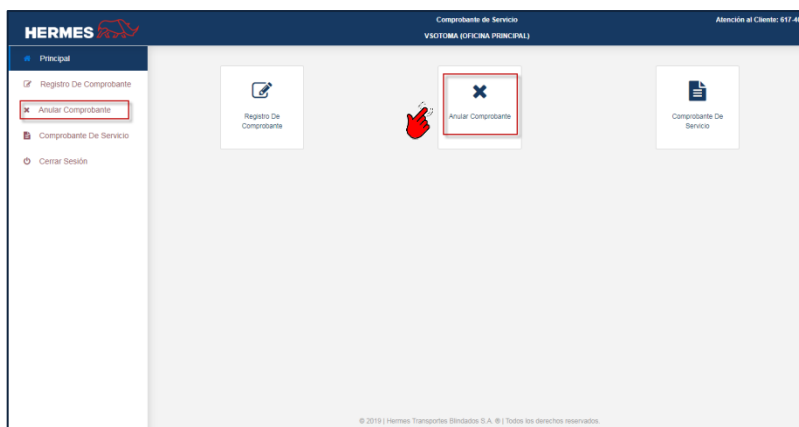 HERMES
Comprobante de Servicio
VSOTOMA (OFICINA PRINCIPAL)
Atención al Cliente: 617-40
Principal
Registro De Comprobante
Anular Comprobante
Comprobante De Servicio
Cerrar Sesión
Registro De
Comprobante
Anular Comprobante
Comprobante De
Servicio
© 2019 | Hermes Transportes Blindados S.A. ® | Todos los derechos reservados.